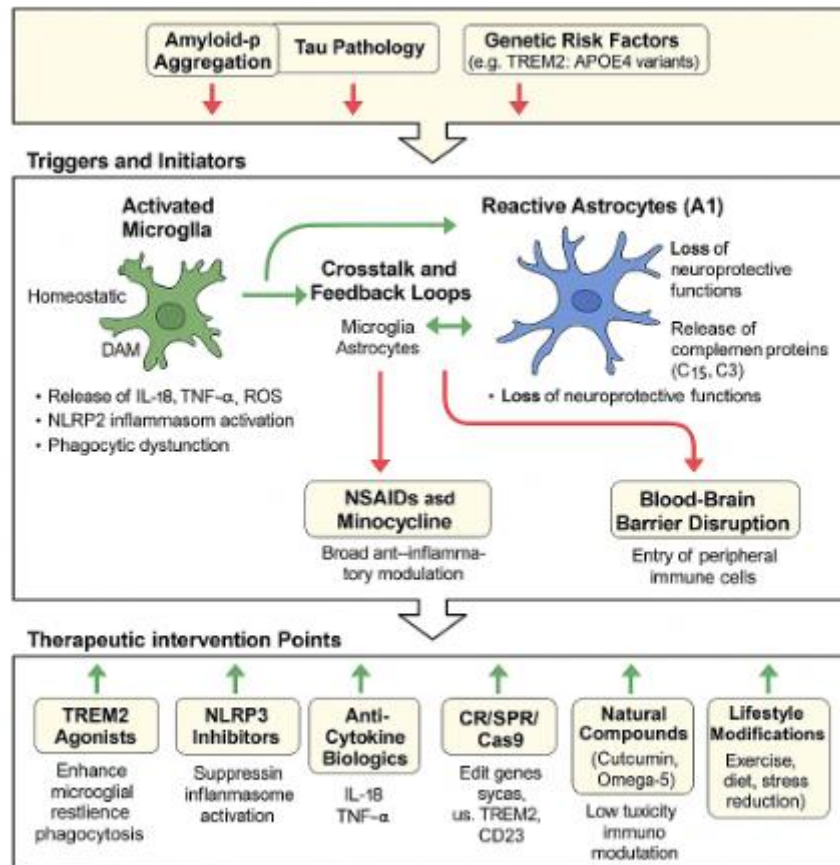 Amyloid-p
Aggregation
Tau Pathology
Genetic Risk Factors
(e.g. TREM2: APOE4 variants)
Triggers and Initiators
Activated
Microglla
Homeostatic
DAM
• Release of IL-18, TNF-α, ROS
• NLRP2 inflammasom activation
• Phagocytic dystunction
Crosstalk and
Feedback Loops
Microglia
Astrocytes
Reactive Astrocytes (A1)
Loss of
neuroprotective
functions
Release of
complemen proteins
(C15, C3)
• Loss of neuroprotective functions
NSAIDs asd
Minocycline
Broad ant–inflamma-
tory modulation
Blood-Brain
Barrier Disruption
Entry of peripheral
immune cells
Therapeutic intervention Points
TREM2
Agonists
Enhance
microoglial
restlience
phagocytosis
NLRP3
Inhibitors
Suppressin
inflanmasome
activation
Anti-
Cytokine
Biologics
IL-18
TNF-α
CR/SPR/
Cas9
Edit genes
sycas,
us. TREM2,
CD23
Natural
Compounds
(Cutcumin,
Omega-5)
Low tuxicity
immuno
modutation
Lifestyle
Modifications
Exercise,
diet, stress
reduction)